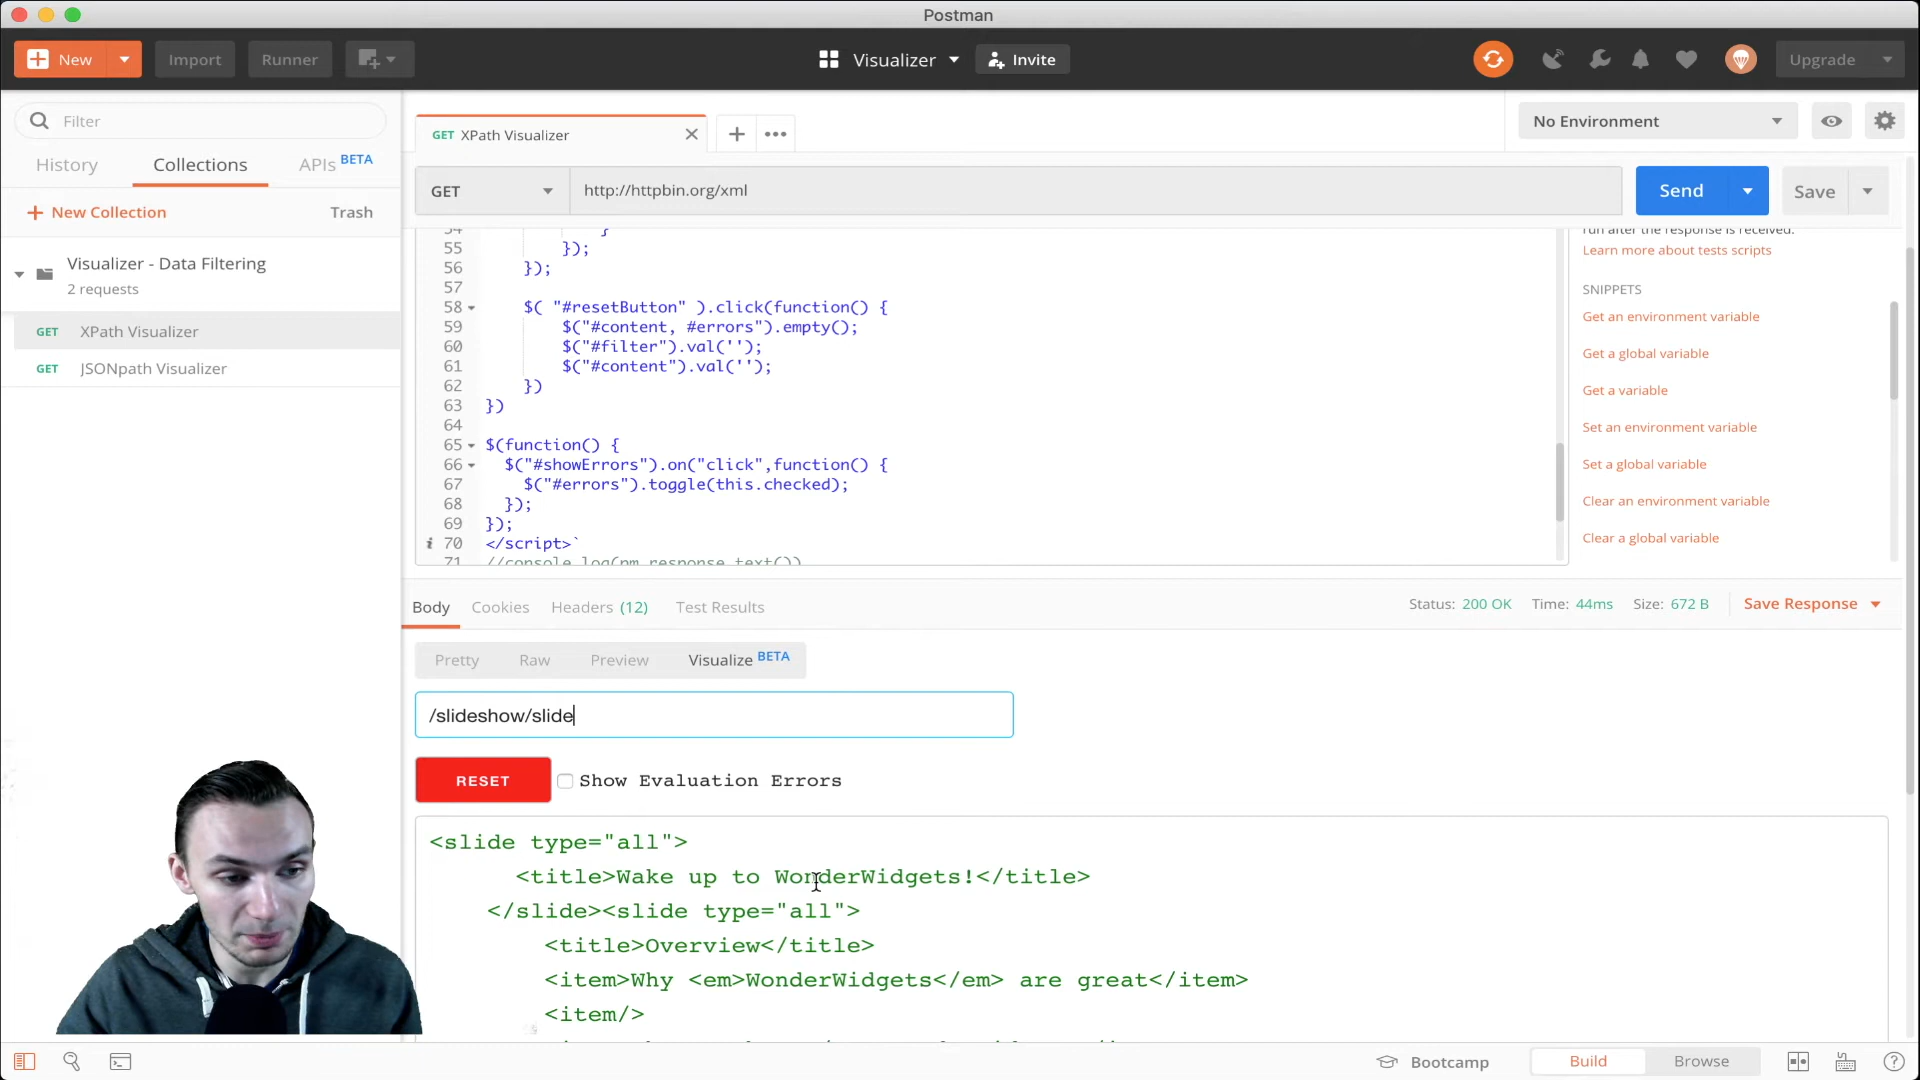 Postman
New
Import
Runner
Visualizer
Invite
Upgrade
Filter
History
Collections
APIs BETA
New Collection
Trash
Visualizer - Data Filtering
2 requests
GET XPath Visualizer
GET JSONpath Visualizer
GET XPath Visualizer
No Environment
GET
http://httpbin.org/xml
Send
Save
54 }
55 });
56 });
57
58 $( "#resetButton" ).click(function() {
59 $("#content, #errors").empty();
60 $("#filter").val('');
61 $("#content").val('');
62 })
63 })
64
65 $(function() {
66 $("#showErrors").on("click",function() {
67 $("#errors").toggle(this.checked);
68 });
69 });
70 </script>`
71 //console.log(pm.response.text())
run after the response is received.
Learn more about tests scripts
SNIPPETS
Get an environment variable
Get a global variable
Get a variable
Set an environment variable
Set a global variable
Clear an environment variable
Clear a global variable
Body
Cookies
Headers (12)
Test Results
Status: 200 OK
Time: 44ms
Size: 672 B
Save Response
Pretty
Raw
Preview
Visualize BETA
/slideshow/slide
RESET
Show Evaluation Errors
<slide type="all">
<title>Wake up to WonderWidgets!</title>
</slide><slide type="all">
<title>Overview</title>
<item>Why <em>WonderWidgets</em> are great</item>
<item/>
Bootcamp
Build
Browse